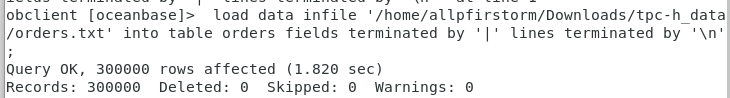 obclient [oceanbase]>  load data infile '/home/allpfirstorm/Downloads/tpc-h_data
/orders.txt' into table orders fields terminated by '|' lines terminated by '\n'
;
Query OK, 300000 rows affected (1.820 sec)
Records: 300000  Deleted: 0  Skipped: 0  Warnings: 0